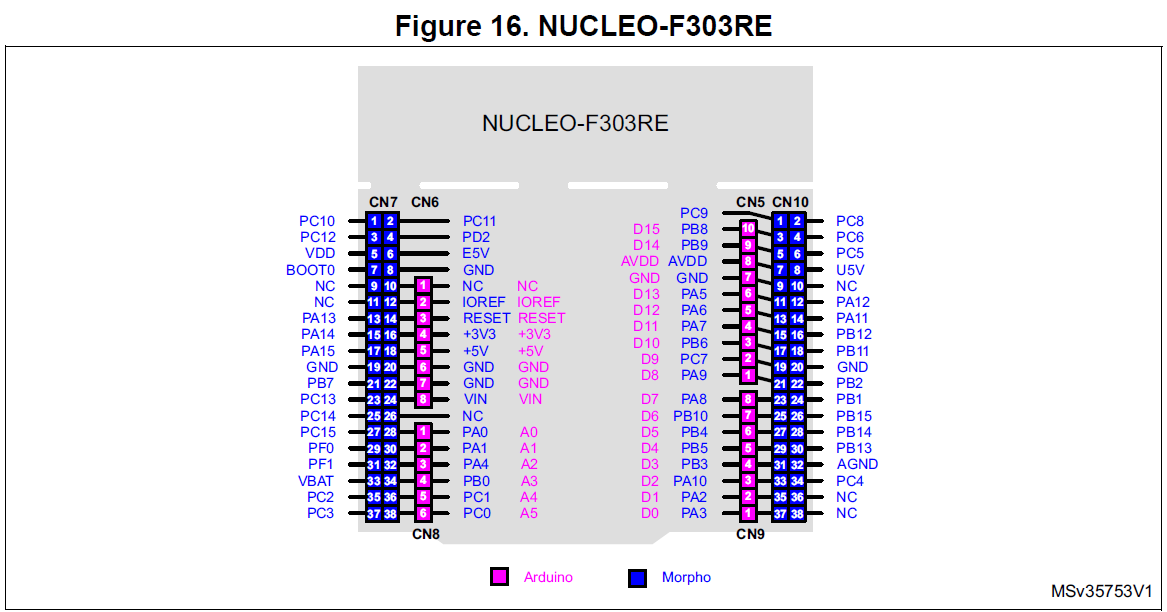 Figure 16. NUCLEO-F303RE
NUCLEO-F303RE
CN7 CN6 CN5 CN10
PC9
PC10 1 2 PC11 1 2 PC8
D15 PB8 10
PC12 3 4 PD2 3 4 PC6
D14 PB9 9
VDD 5 6 E5V 5 6 PC5
AVDD AVDD 8
BOOT0 7 8 GND 7 8 U5V
GND GND 7
NC 9 10 1 NC NC 9 10 NC
D13 PA5 6
NC 11 12 2 IOREF IOREF 11 12 PA12
D12 PA6 5
PA13 13 14 3 RESET RESET 13 14 PA11
D11 PA7 4
PA14 15 16 4 +3V3 +3V3 15 16 PB12
D10 PB6 3
PA15 17 18 5 +5V +5V 17 18 PB11
D9 PC7 2
GND 19 20 6 GND GND 19 20 GND
D8 PA9 1
PB7 21 22 7 GND GND 21 22 PB2
PC13 23 24 8 VIN VIN D7 PA8 8 23 24 PB1
PC14 25 26 NC D6 PB10 7 25 26 PB15
PC15 27 28 1 PA0 A0 D5 PB4 6 27 28 PB14
PF0 29 30 2 PA1 A1 D4 PB5 5 29 30 PB13
PF1 31 32 3 PA4 A2 D3 PB3 4 31 32 AGND
VBAT 33 34 4 PB0 A3 D2 PA10 3 33 34 PC4
PC2 35 36 5 PC1 A4 D1 PA2 2 35 36 NC
PC3 37 38 6 PC0 A5 D0 PA3 1 37 38 NC
CN8 CN9
Arduino Morpho
MSv35753V1